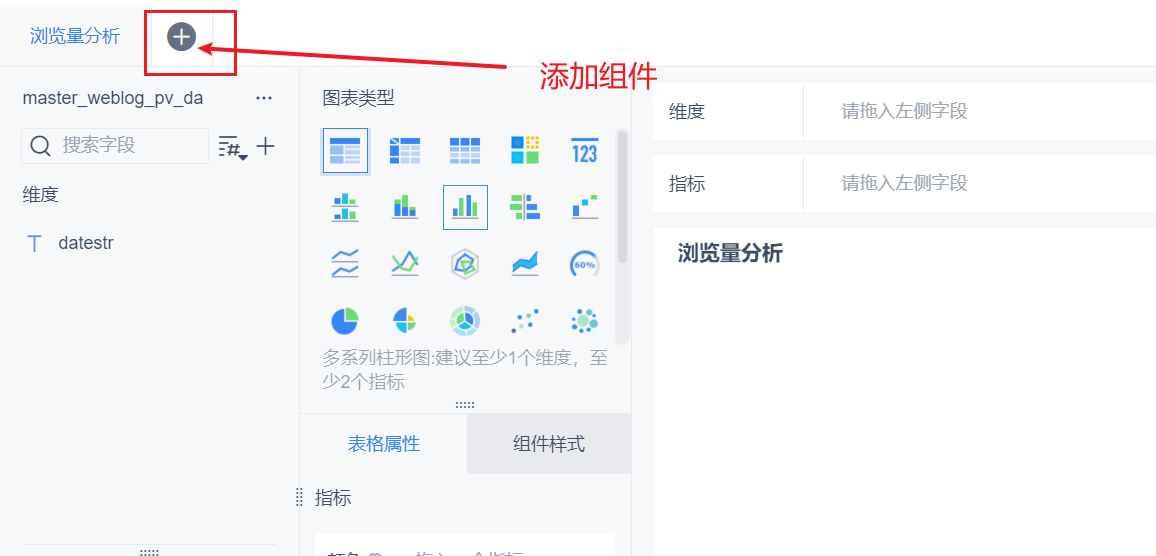 浏览量分析
添加组件
master_weblog_pv_da
搜索字段
维度
datestr
图表类型
123
60%
多系列柱形图:建议至少1个维度，至
少2个指标
表格属性
组件样式
指标
维度
请拖入左侧字段
指标
请拖入左侧字段
浏览量分析